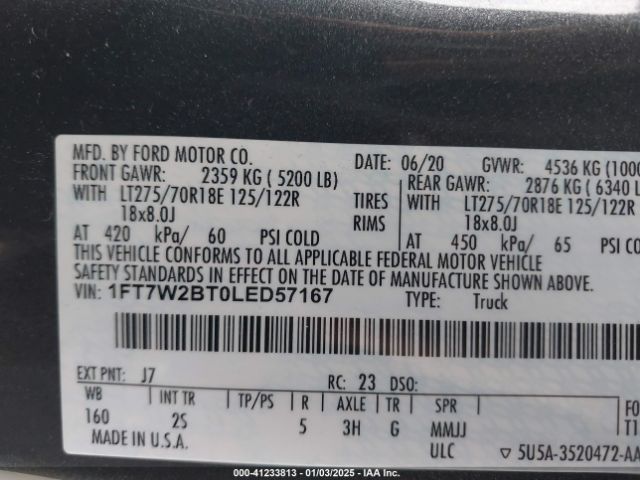 MFD. BY FORD MOTOR CO.
DATE: 06/20 GVWR: 4536 KG (1000
FRONT GAWR: 2359 KG ( 5200 LB)
REAR GAWR: 2876 KG ( 6340 L
WITH LT275/70R18E 125/122R TIRES WITH LT275/70R18E 125/122R
18x8.0J RIMS 18x8.0J
AT 420 kPa/ 60 PSI COLD AT 450 kPa/ 65 PSI COLD
THIS VEHICLE CONFORMS TO ALL APPLICABLE FEDERAL MOTOR VEHICLE
SAFETY STANDARDS IN EFFECT ON THE DATE OF MANUFACTURE SHOWN ABOVE.
VIN: 1FT7W2BT0LED57167 TYPE: Truck
EXT PNT: J7 RC: 23 DSO:
WB INT TR TP/PS R AXLE TR SPR
160 2S 5 3H G MMJJ
MADE IN U.S.A. ULC ▽ 5U5A-3520472-AA
FO
T1
000-41233813 - 01/03/2025 - IAA Inc.